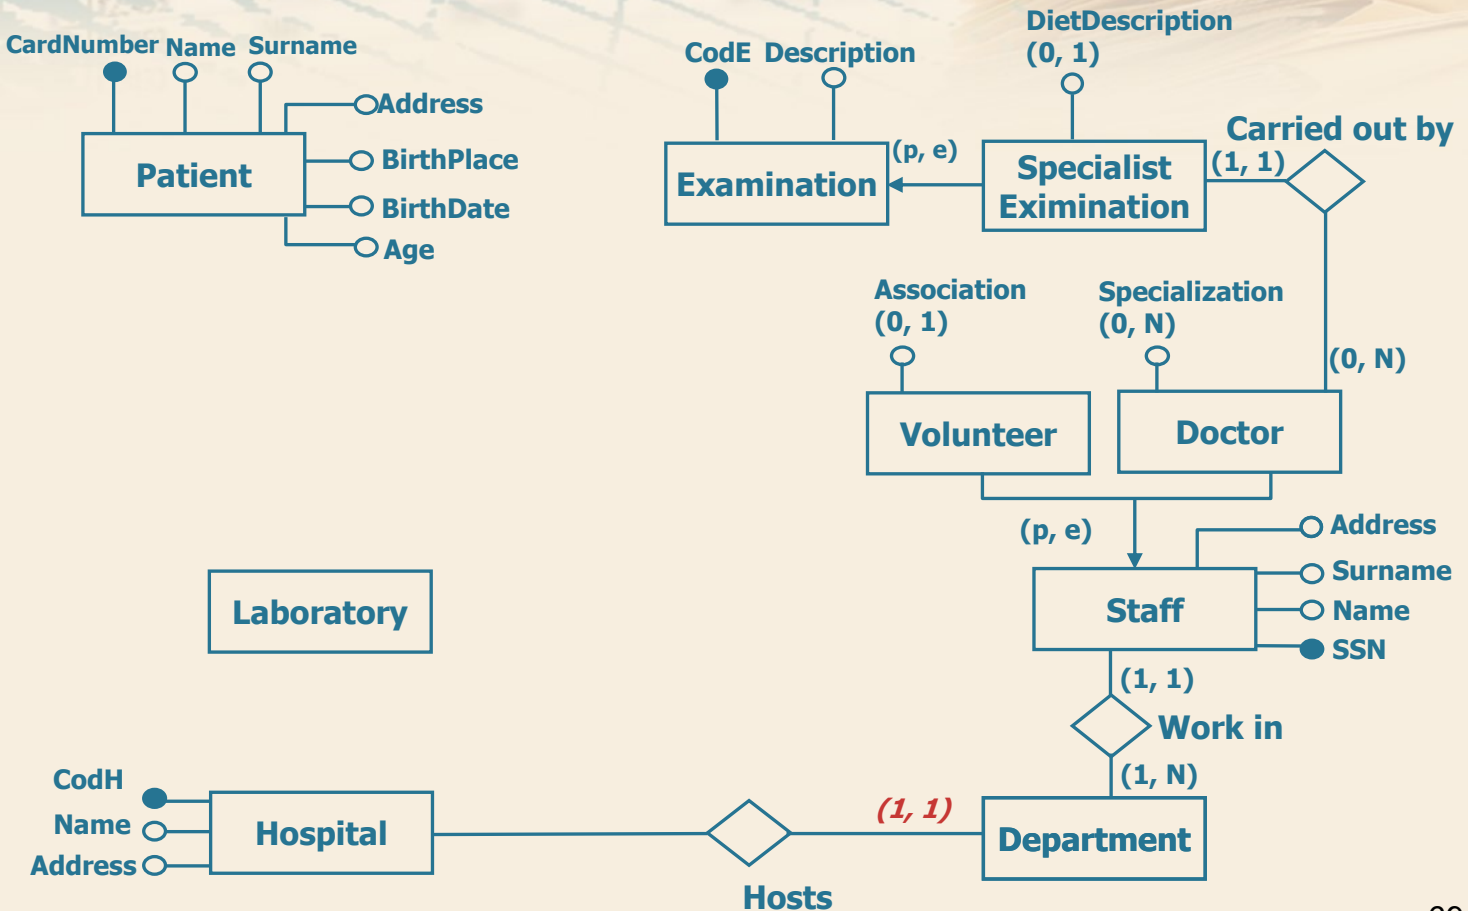 DietDescription
(0, 1)
CardNumber Name Surname
CodE Description
Address
Carried out by
(p, e)
(1, 1)
Patient
BirthPlace
Examination
Specialist
Eximination
BirthDate
Age
Association
(0, 1)
Specialization
(0, N)
(0, N)
Volunteer
Doctor
(p, e)
Address
Surname
Laboratory
Staff
Name
SSN
(1, 1)
Work in
CodH
(1, N)
Name
Hospital
(1, 1)
Department
Address
Hosts